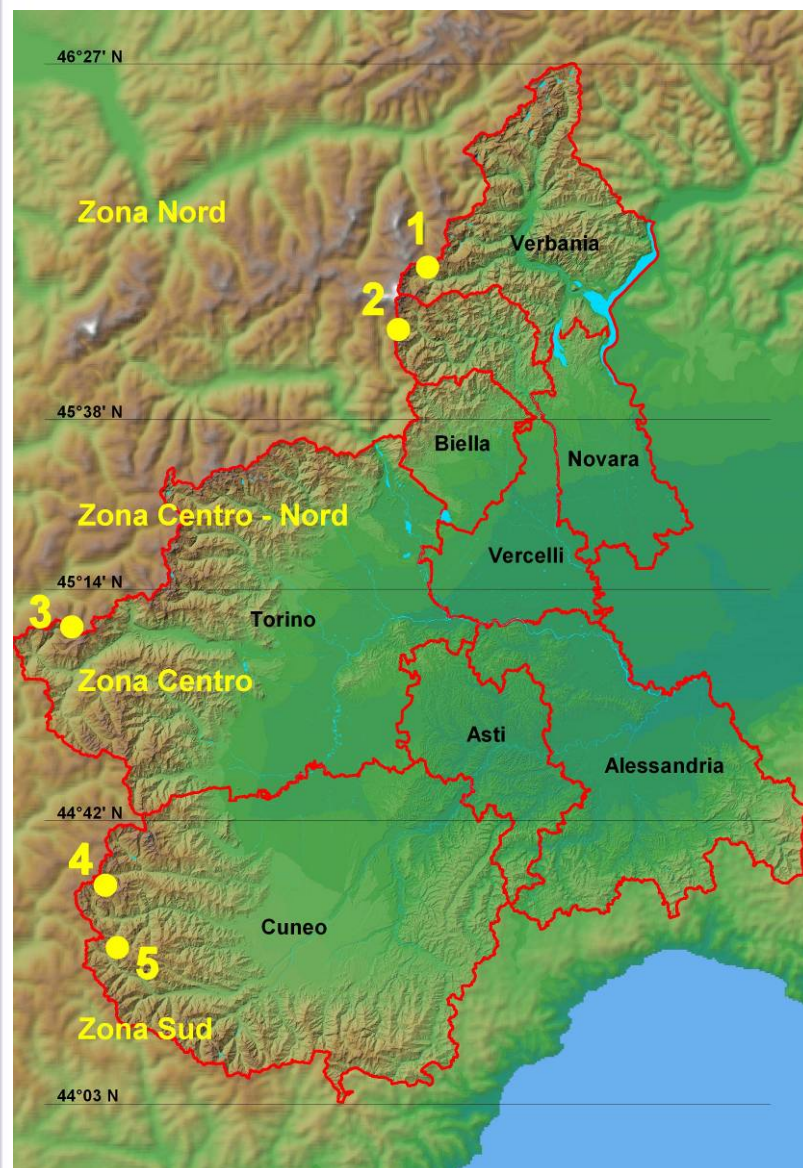 46°27' N
Zona Nord
1
Verbania
2
45°38' N
Biella
Novara
Zona Centro - Nord
Vercelli
45°14' N
3
Torino
Zona Centro
Asti
Alessandria
44°42' N
4
Cuneo
5
Zona Sud
44°03 N